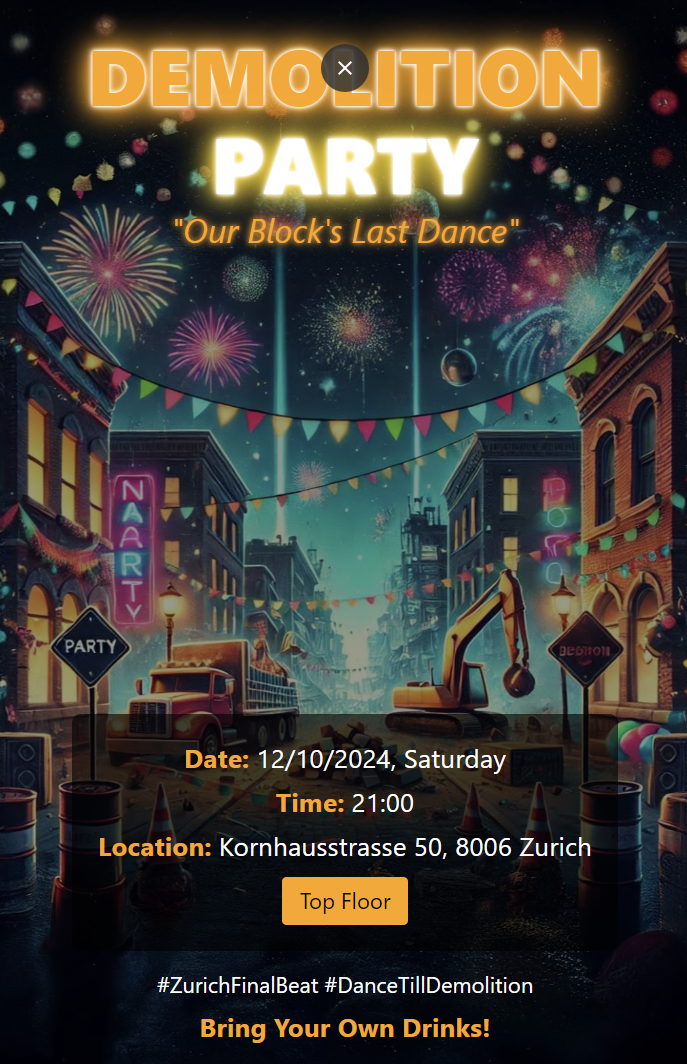 DEMOLITION
PARTY
"Our Block's Last Dance"
NAARTY
PARTY
Date: 12/10/2024, Saturday
Time: 21:00
Location: Kornhausstrasse 50, 8006 Zurich
Top Floor
#ZurichFinalBeat #DanceTillDemolition
Bring Your Own Drinks!